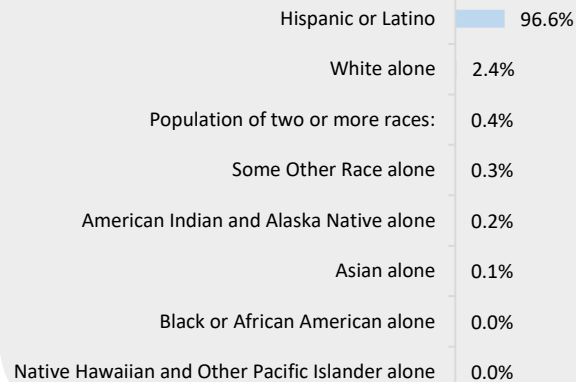 Hispanic or Latino 96.6%
White alone 2.4%
Population of two or more races: 0.4%
Some Other Race alone 0.3%
American Indian and Alaska Native alone 0.2%
Asian alone 0.1%
Black or African American alone 0.0%
Native Hawaiian and Other Pacific Islander alone 0.0%